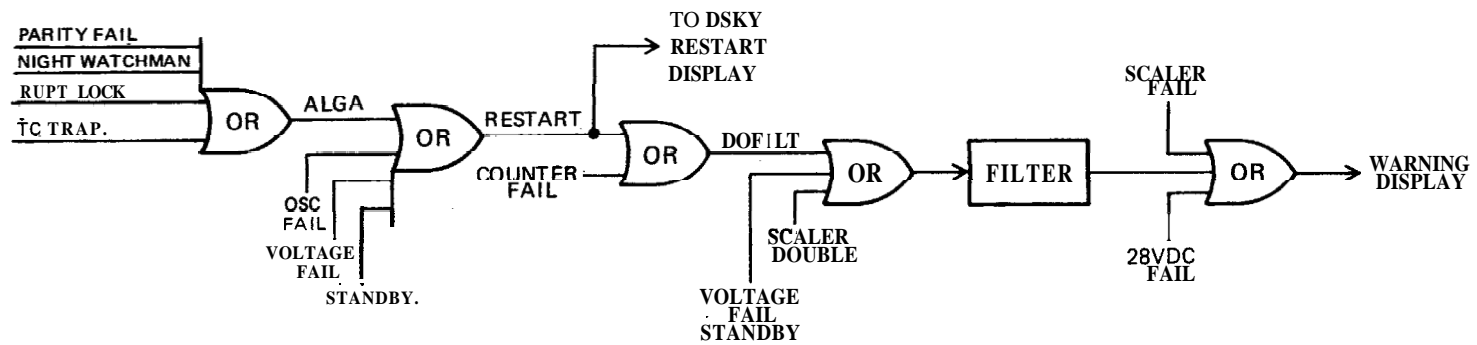 PARITY FAIL
NIGHT WATCHMAN
RUPT LOCK
TC TRAP.
OR
ALGA
OSC
FAIL
VOLTAGE
FAIL
STANDBY.
OR
RESTART
TO DSKY
RESTART
DISPLAY
COUNTER
FAIL
OR
DOFILT
VOLTAGE
FAIL
STANDBY
SCALER
DOUBLE
OR
FILTER
SCALER
FAIL
28VDC
FAIL
OR
WARNING
DISPLAY